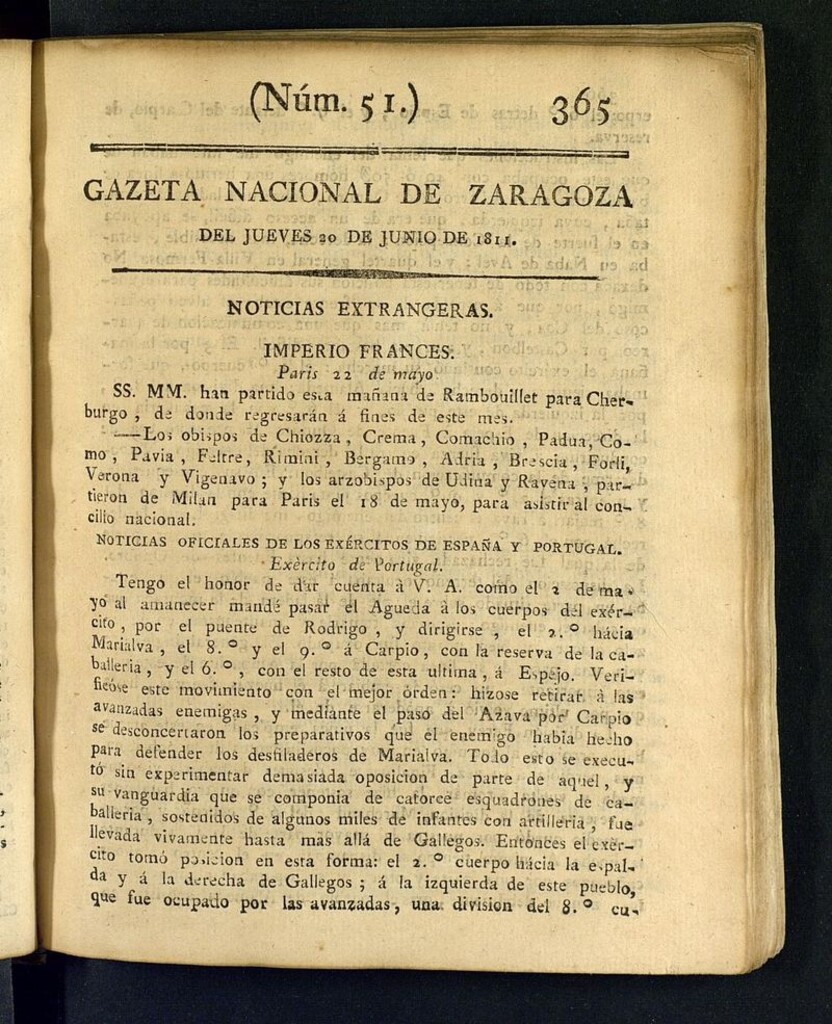 (Núm. 51.) 365
GAZETA NACIONAL DE ZARAGOZA
DEL JUEVES 20 DE JUNIO DE 1811.
NOTICIAS EXTRANGERAS.
IMPERIO FRANCES.
Paris 22 de mayo.
SS. MM. han partido esta mañana de Rambouillet para Cher-
burgo, de donde regresarán á fines de este mes.
—Los obispos de Chiozza, Crema, Comachio, Padua, Co-
mo, Pavia, Feltre, Rimini, Bergamo, Adria, Brescia, Forli,
Verona y Vigenavo; y los arzobispos de Udina y Ravena, par-
tieron de Milan para Paris el 18 de mayo, para asistir al con-
cilio nacional.
NOTICIAS OFICIALES DE LOS EXÉRCITOS DE ESPAÑA Y PORTUGAL.
Exèrcito de Portugal.
Tengo el honor de dar cuenta à V. A. como el 2 de ma-
yo al amanecer mandé pasar el Agueda à los cuerpos del exér-
cito, por el puente de Rodrigo, y dirigirse, el 2.º hácia
Marialva, el 8.º y el 9.º á Carpio, con la reserva de la ca-
balleria, y el 6.º, con el resto de esta ultima, á Espejo. Veri-
ficóse este movimiento con el mejor órden: hizose retirar à las
avanzadas enemigas, y mediante el paso del Azava por Carpio
se desconcertaron los preparativos que el enemigo habia hecho
para defender los desfiladeros de Marialva. Todo esto se execu-
tó sin experimentar demasiada oposicion de parte de aquel, y
su vanguardia que se componia de catorce esquadrones de ca-
balleria, sostenidos de algunos miles de infantes con artilleria, fue
llevada vivamente hasta mas allá de Gallegos. Entonces el exér-
cito tomó posicion en esta forma: el 2.º cuerpo hácia la espal-
da y á la derecha de Gallegos; á la izquierda de este pueblo,
que fue ocupado por las avanzadas, una division del 8.º cu-